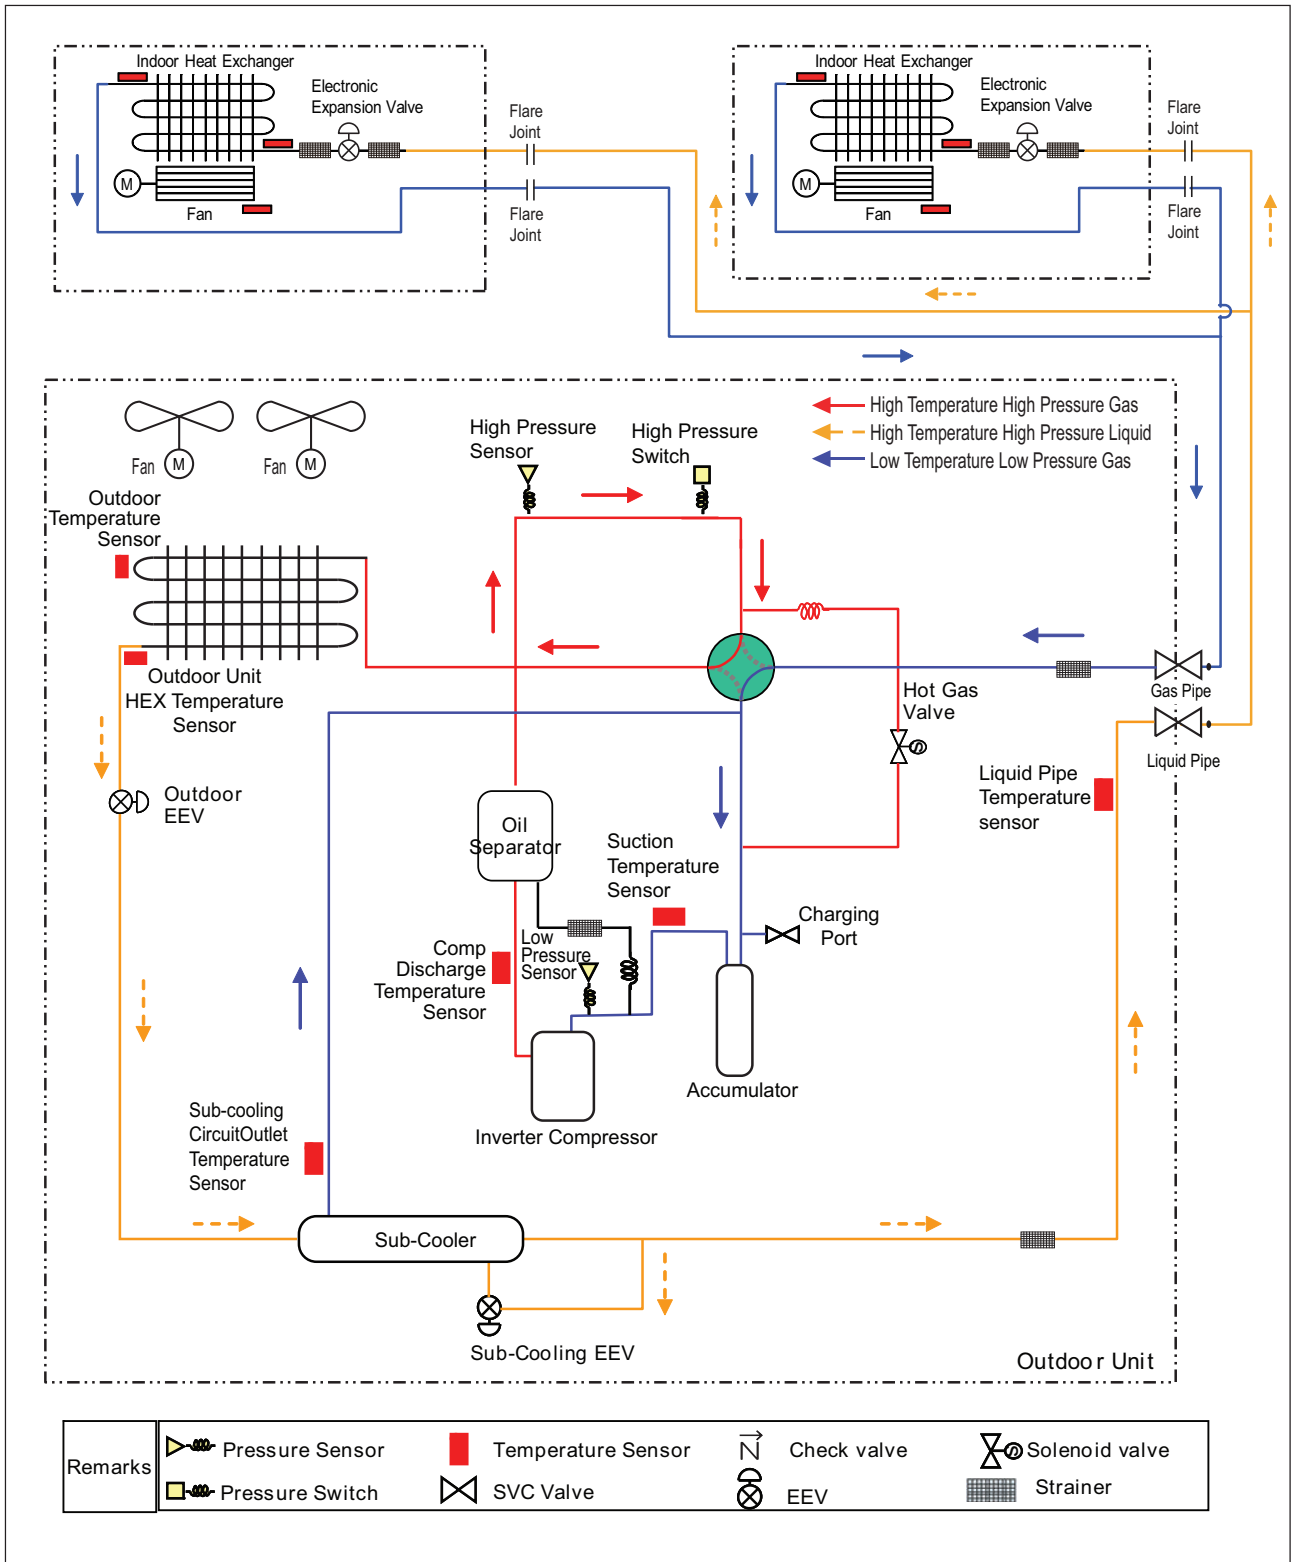 Indoor Heat Exchanger
Electronic
Expansion Valve
Flare
Joint
M
Fan
Flare
Joint
Indoor Heat Exchanger
Electronic
Expansion Valve
Flare
Joint
M
Fan
Flare
Joint
High Temperature High Pressure Gas
High Temperature High Pressure Liquid
Low Temperature Low Pressure Gas
Fan
M
Fan
M
High Pressure
Sensor
High Pressure
Switch
Outdoor
Temperature
Sensor
Outdoor Unit
HEX Temperature
Sensor
Hot Gas
Valve
S
Gas Pipe
Liquid Pipe
Liquid Pipe
Temperature
sensor
Outdoor
EEV
Oil
Separator
Suction
Temperature
Sensor
Charging
Port
Low
Pressure
Sensor
Comp
Discharge
Temperature
Sensor
Accumulator
Inverter Compressor
Sub-cooling
CircuitOutlet
Temperature
Sensor
Sub-Cooler
Sub-Cooling EEV
Outdoor Unit
Remarks
Pressure Sensor
Temperature Sensor
Check valve
S
Solenoid valve
Pressure Switch
SVC Valve
EEV
Strainer